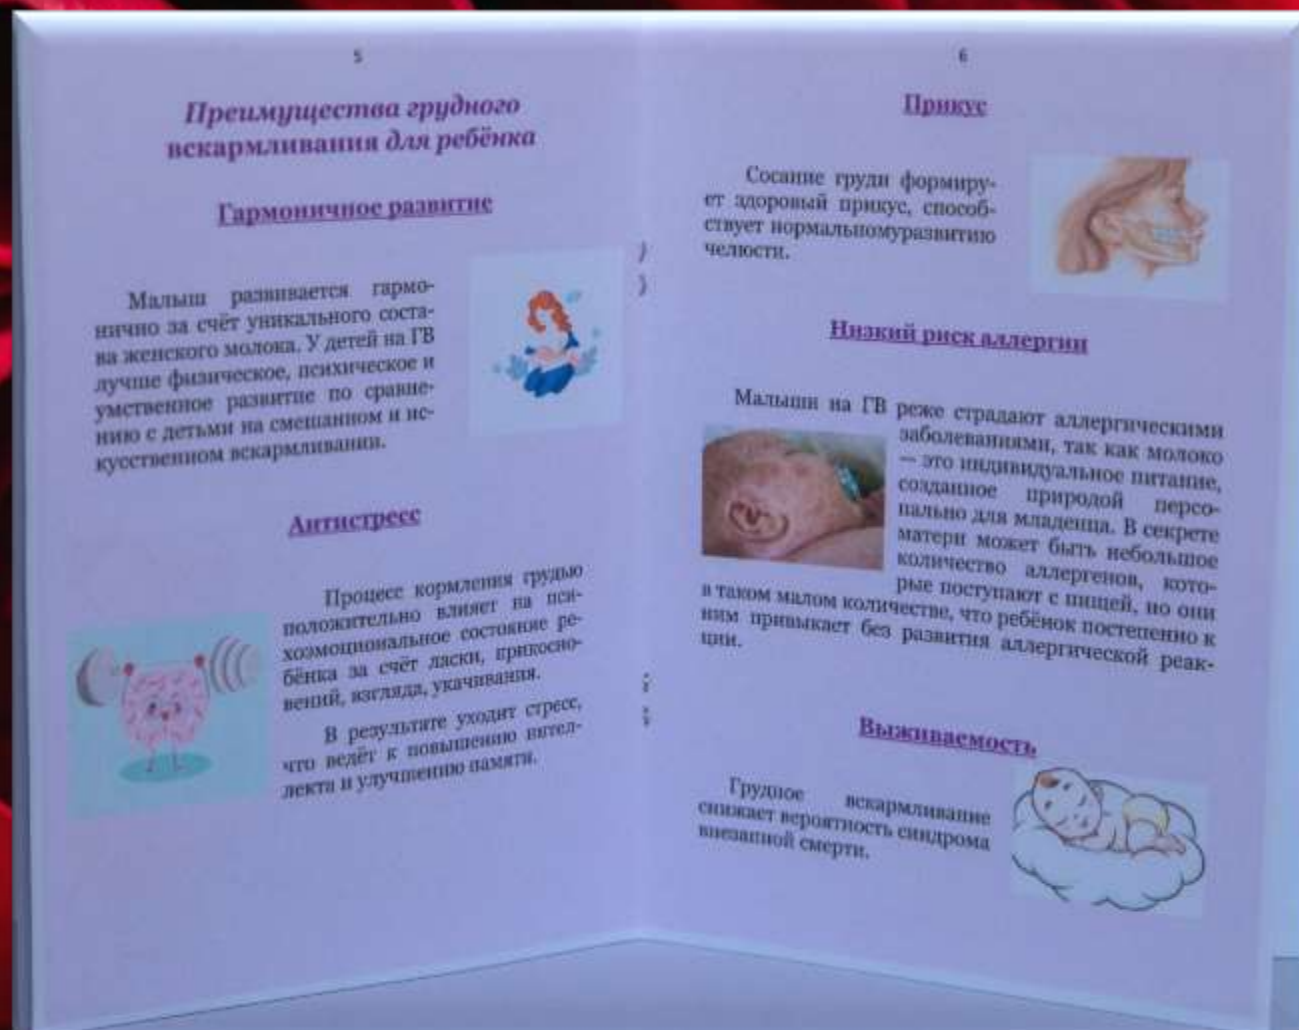 5
Преимущества грудного
вскармливания для ребёнка
Гармоничное развитие
Малыш развивается гармо-
нично за счёт уникального соста-
ва женского молока. У детей на ГВ
лучше физическое, психическое и
умственное развитие по сравне-
нию с детьми на смешанном и ис-
кусственном вскармливании.
Антистресс
Процесс кормления грудью
положительно влияет на пси-
хоэмоциональное состояние ре-
бёнка за счёт ласки, прикосно-
вений, взгляда, укачивания.
В результате уходит стресс,
что ведёт к повышению интел-
лекта и улучшению памяти.
6
Прикус
Сосание груди формиру-
ет здоровый прикус, способ-
ствует нормальномуразвитию
челюсти.
Низкий риск аллергии
Малыши на ГВ реже страдают аллергическими
заболеваниями, так как молоко
— это индивидуальное питание,
созданное природой персо-
нально для младенца. В секрете
матери может быть небольшое
количество аллергенов, кото-
рые поступают с пищей, но они
в таком малом количестве, что ребёнок постепенно к
ним привыкает без развития аллергической реак-
ции.
Выживаемость
Грудное вскармливание
снижает вероятность синдрома
внезапной смерти.